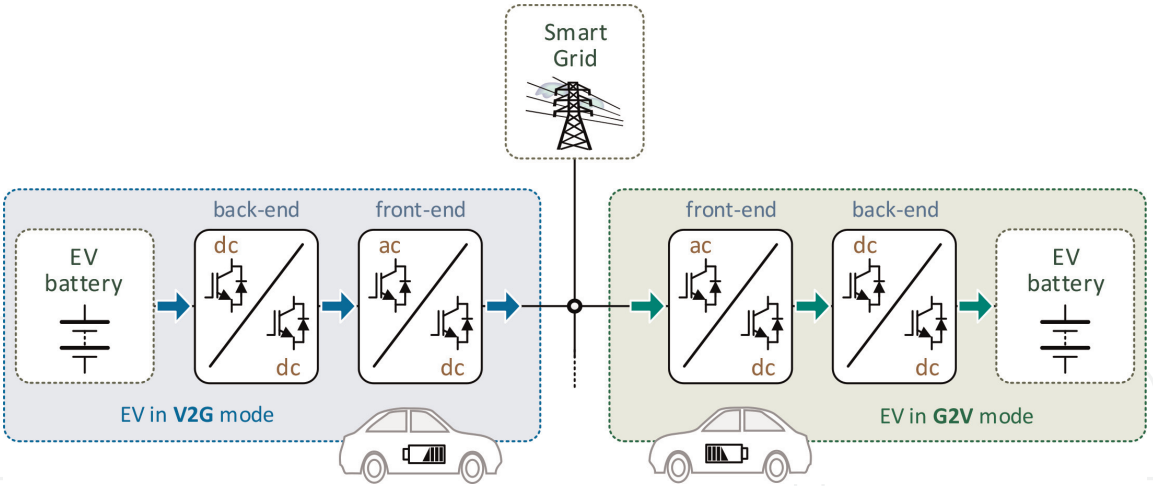 Smart
Grid
back-end
front-end
front-end
back-end
EV
battery
dc
dc
ac
dc
ac
dc
dc
dc
EV
battery
EV in V2G mode
EV in G2V mode